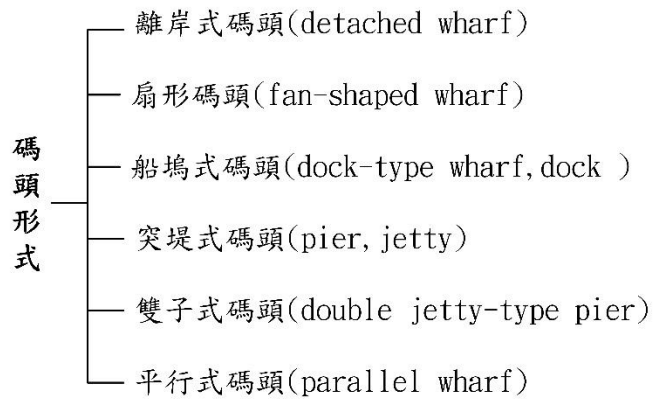 碼頭形式
離岸式碼頭(detached wharf)
扇形碼頭(fan-shaped wharf)
船塢式碼頭(dock-type wharf,dock )
突堤式碼頭(pier,jetty)
雙子式碼頭(double jetty-type pier)
平行式碼頭(parallel wharf)